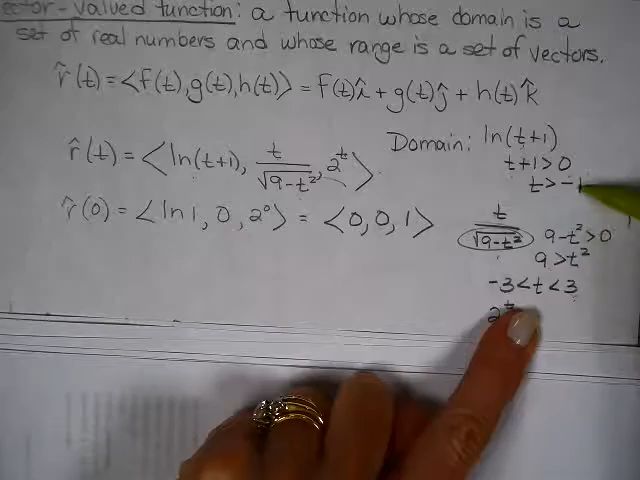 ector-valued function: a function whose domain is a
set of real numbers and whose range is a set of vectors.
r̂(t) = ⟨f(t), g(t), h(t)⟩ = f(t)î + g(t)ĵ + h(t)k̂
r̂(t) = ⟨ln(t+1), t/√(9-t²), 2^t⟩
r̂(0) = ⟨ln 1, 0, 2⁰⟩ = ⟨0, 0, 1⟩
Domain: ln(t+1)
t+1>0
t>-1
t/√(9-t²) 9-t²>0
9>t²
-3<t<3
2^t